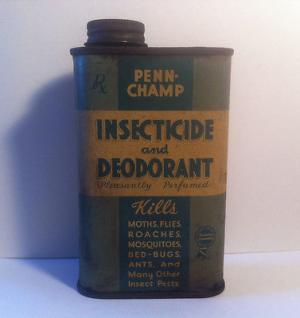 Rx
PENN-
CHAMP
INSECTICIDE
and
DEODORANT
Pleasantly Perfumed
Kills
MOTHS, FLIES
ROACHES,
MOSQUITOES,
BED-BUGS,
ANTS, And
Many Other
Insect Pests